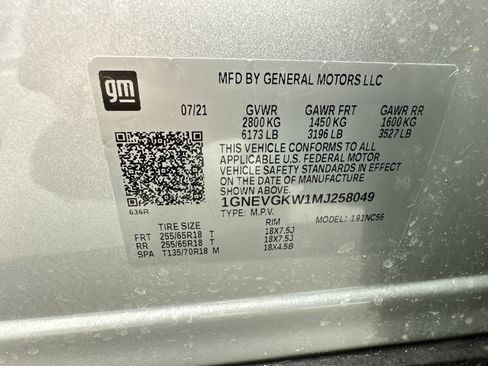 gm
MFD BY GENERAL MOTORS LLC
07/21 GVWR GAWR FRT GAWR RR
2800 KG 1450 KG 1600 KG
6173 LB 3196 LB 3527 LB
THIS VEHICLE CONFORMS TO ALL
APPLICABLE U.S. FEDERAL MOTOR
VEHICLE SAFETY STANDARDS IN EFFECT
ON THE DATE OF MANUFACTURE
SHOWN ABOVE.
1GNEVGKW1MJ258049
636R TYPE: M.P.V. MODEL: 191NC56
TIRE SIZE RIM
FRT 255/65R18 T 18X7.5J
RR 255/65R18 T 18X7.5J
SPA T135/70R18 M 18X4.5B